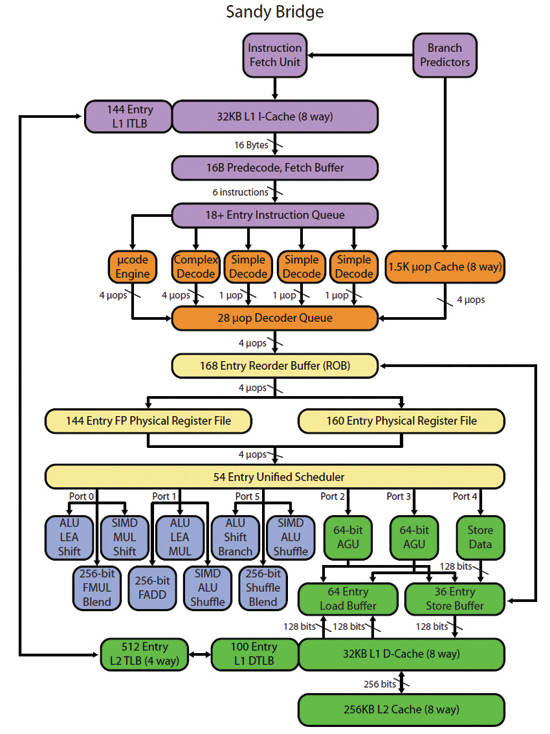 Sandy Bridge
Instruction
Fetch Unit
Branch
Predictors
144 Entry
L1 ITLB
32KB L1 I-Cache (8 way)
16 Bytes
16B Predecode, Fetch Buffer
6 instructions
18+ Entry Instruction Queue
μcode
Engine
Complex
Decode
Simple
Decode
Simple
Decode
Simple
Decode
1.5K μop Cache (8 way)
4 μops
4 μops
1 μop
1 μop
1 μop
4 μops
28 μop Decoder Queue
4 μops
168 Entry Reorder Buffer (ROB)
4 μops
144 Entry FP Physical Register File
160 Entry Physical Register File
4 μops
54 Entry Unified Scheduler
Port 0
Port 1
Port 5
Port 2
Port 3
Port 4
ALU
LEA
Shift
SIMD
MUL
Shift
ALU
LEA
MUL
ALU
Shift
Branch
SIMD
ALU
Shuffle
64-bit
AGU
64-bit
AGU
Store
Data
256-bit
FMUL
Blend
256-bit
FADD
SIMD
ALU
Shuffle
256-bit
Shuffle
Blend
128 bits
64 Entry
Load Buffer
36 Entry
Store Buffer
128 bits
128 bits
128 bits
512 Entry
L2 TLB (4 way)
100 Entry
L1 DTLB
32KB L1 D-Cache (8 way)
256 bits
256KB L2 Cache (8 way)